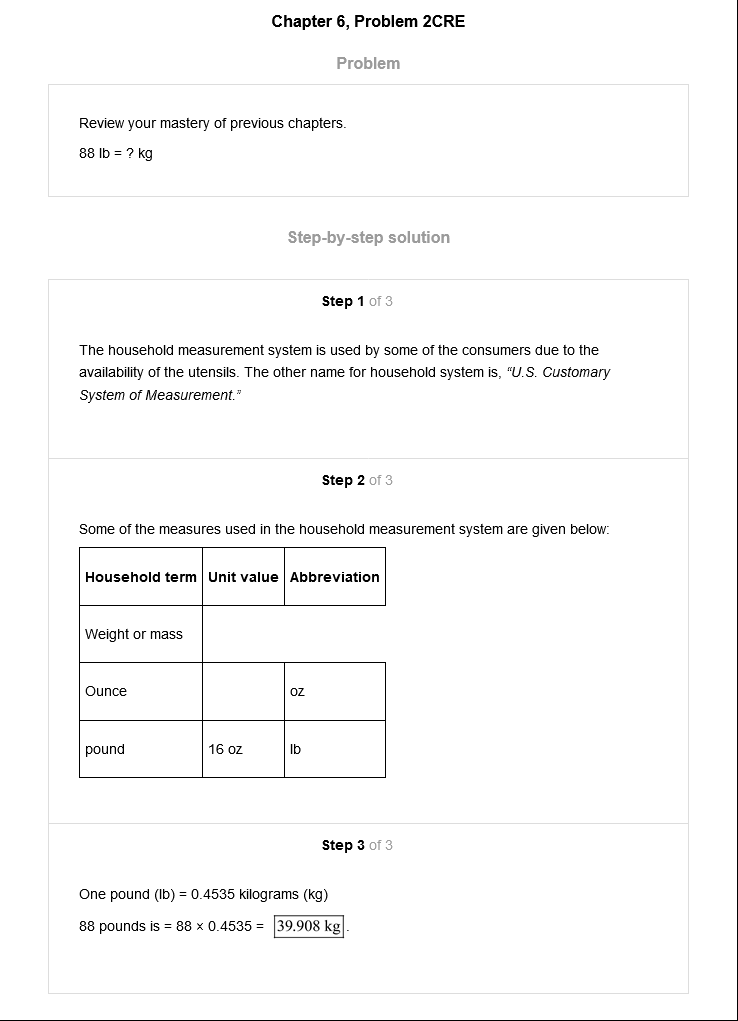 Chapter 6, Problem 2CRE
Problem
Review your mastery of previous chapters.
88 lb = ? kg
Step-by-step solution
Step 1 of 3
The household measurement system is used by some of the consumers due to the
availability of the utensils. The other name for household system is, “U.S. Customary
System of Measurement.”
Step 2 of 3
Some of the measures used in the household measurement system are given below:
Household term Unit value Abbreviation
Weight or mass
Ounce oz
pound 16 oz lb
Step 3 of 3
One pound (lb) = 0.4535 kilograms (kg)
88 pounds is = 88 × 0.4535 = 39.908 kg.